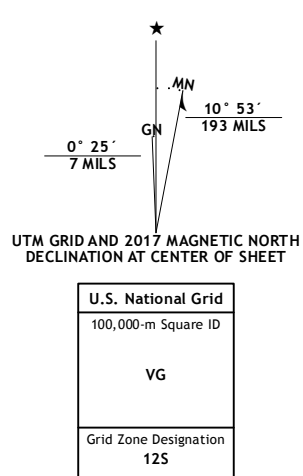 ★
MN
GN
10° 53´
193 MILS
0° 25´
7 MILS
UTM GRID AND 2017 MAGNETIC NORTH
DECLINATION AT CENTER OF SHEET
U.S. National Grid
100,000-m Square ID
VG
Grid Zone Designation
12S